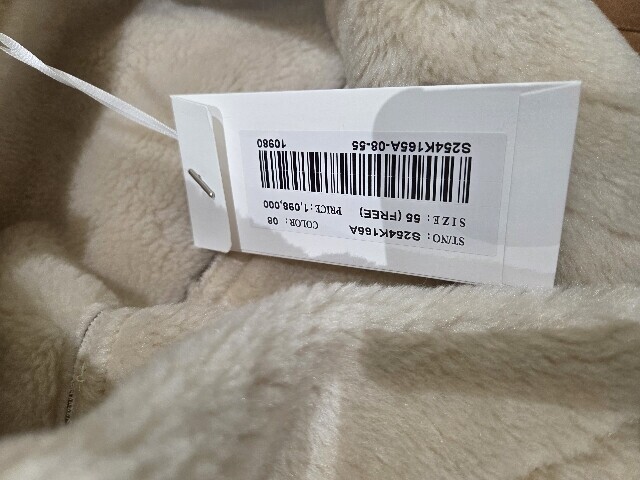 ST/NO : S254K165A
COLOR : 08
SIZE : 55 (FREE)
PRICE : 1,098,000
S254K165A-08-55
10980